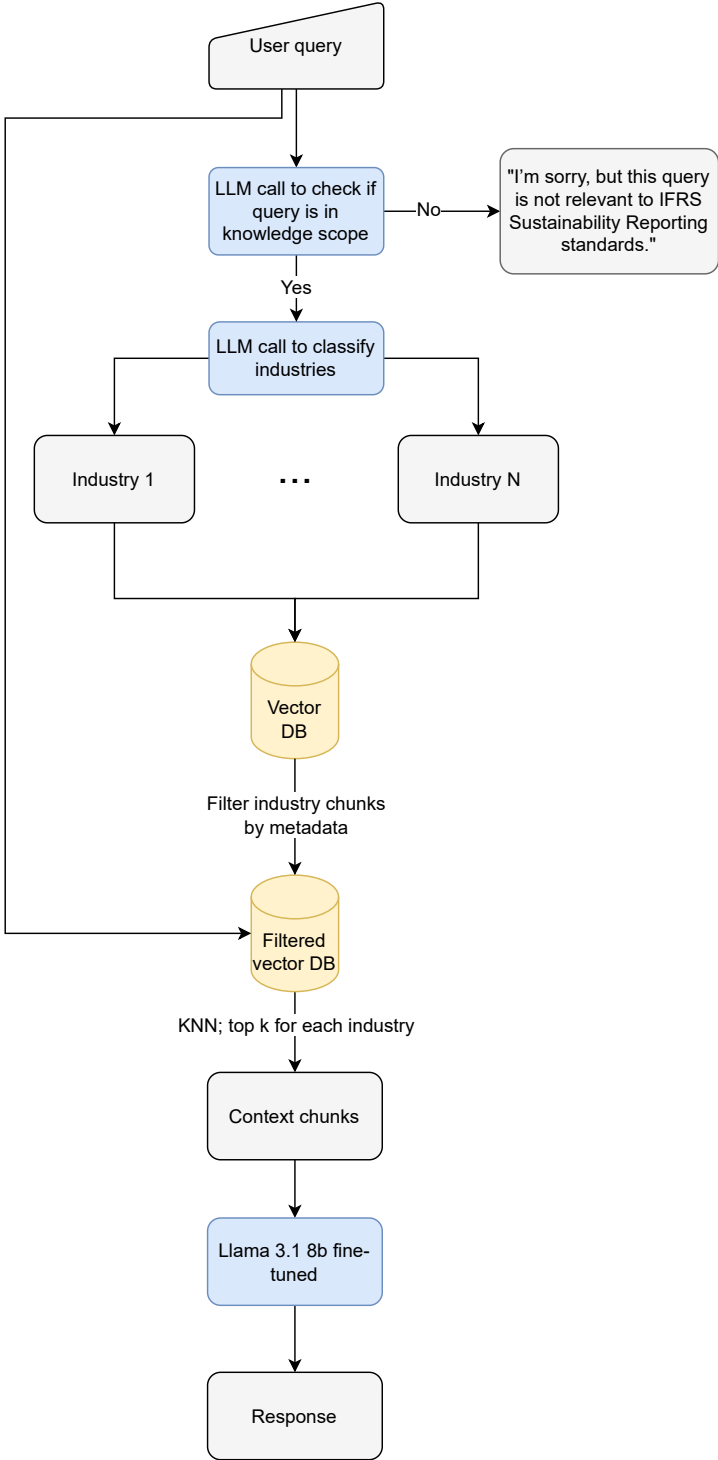 User query
LLM call to check if
query is in
knowledge scope
No
"I'm sorry, but this query
is not relevant to IFRS
Sustainability Reporting
standards."
Yes
LLM call to classify
industries
Industry 1
...
Industry N
Vector
DB
Filter industry chunks
by metadata
Filtered
vector DB
KNN; top k for each industry
Context chunks
Llama 3.1 8b fine-
tuned
Response